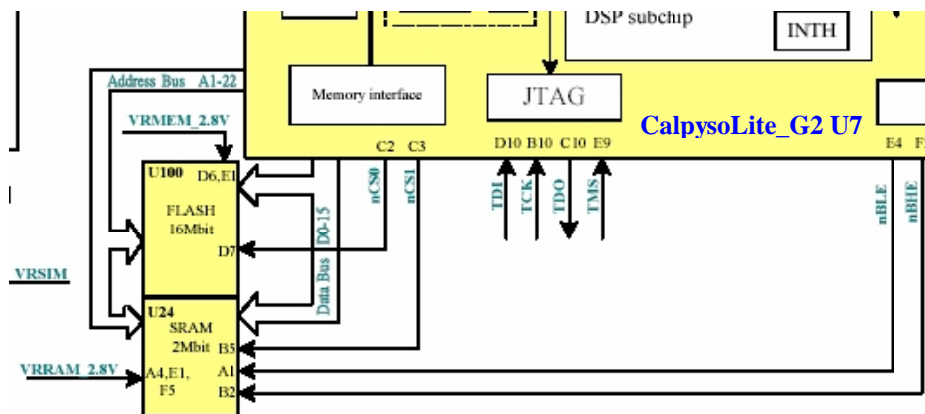 DSP subchip
INTH
Address Bus A1-22
Memory interface
JTAG
VRMEM_2.8V
CalpysoLite_G2 U7
C2 C3
D10 B10 C10 E9
E4
U100
D6,E1
nCS0
nCS1
TDI
TCK
TDO
TMS
nBLE
nBHE
FLASH
16Mbit
D7
Data Bus D0-15
VRSIM
U24
SRAM
2Mbit
B5
VRRAM_2.8V
A4,E1,
F5
A1
B2